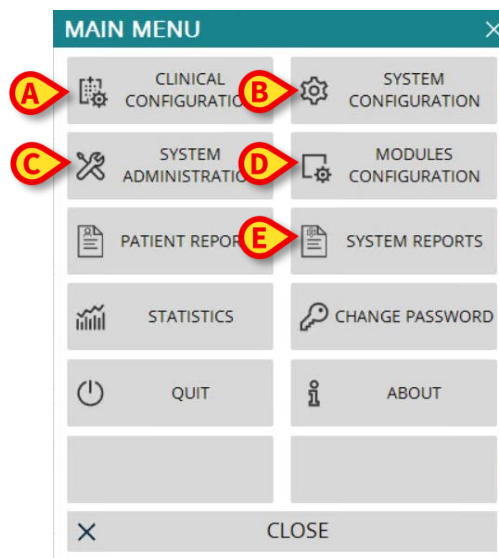 MAIN MENU
A
CLINICAL
CONFIGURATIO
B
SYSTEM
CONFIGURATION
C
SYSTEM
ADMINISTRATIO
D
MODULES
CONFIGURATION
PATIENT REPOR
E
SYSTEM REPORTS
STATISTICS
CHANGE PASSWORD
QUIT
ABOUT
CLOSE